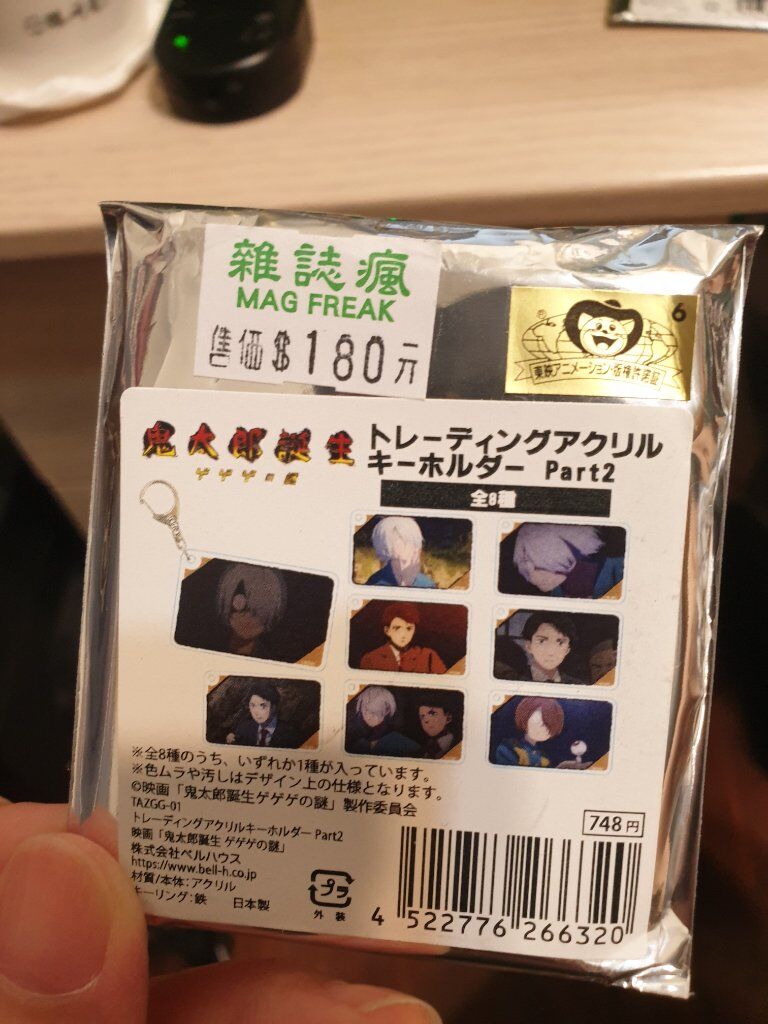 雜誌瘋
MAG FREAK
售価$180元
6
東映アニメーション・版権許諾証
鬼太郎誕生
ゲゲゲの謎
トレーディングアクリル
キーホルダー Part2
全8種
※全8種のうち、いずれか1種が入っています。
※色ムラや汚しはデザイン上の仕様となります。
©映画「鬼太郎誕生ゲゲゲの謎」製作委員会
TAZGG-01
トレーディングアクリルキーホルダー Part2
映画「鬼太郎誕生 ゲゲゲの謎」
株式会社ベルハウス
https://www.bell-h.co.jp
材質/本体:アクリル
キーリング:鉄 日本製
プラ
外装
748円
4 522776 266320